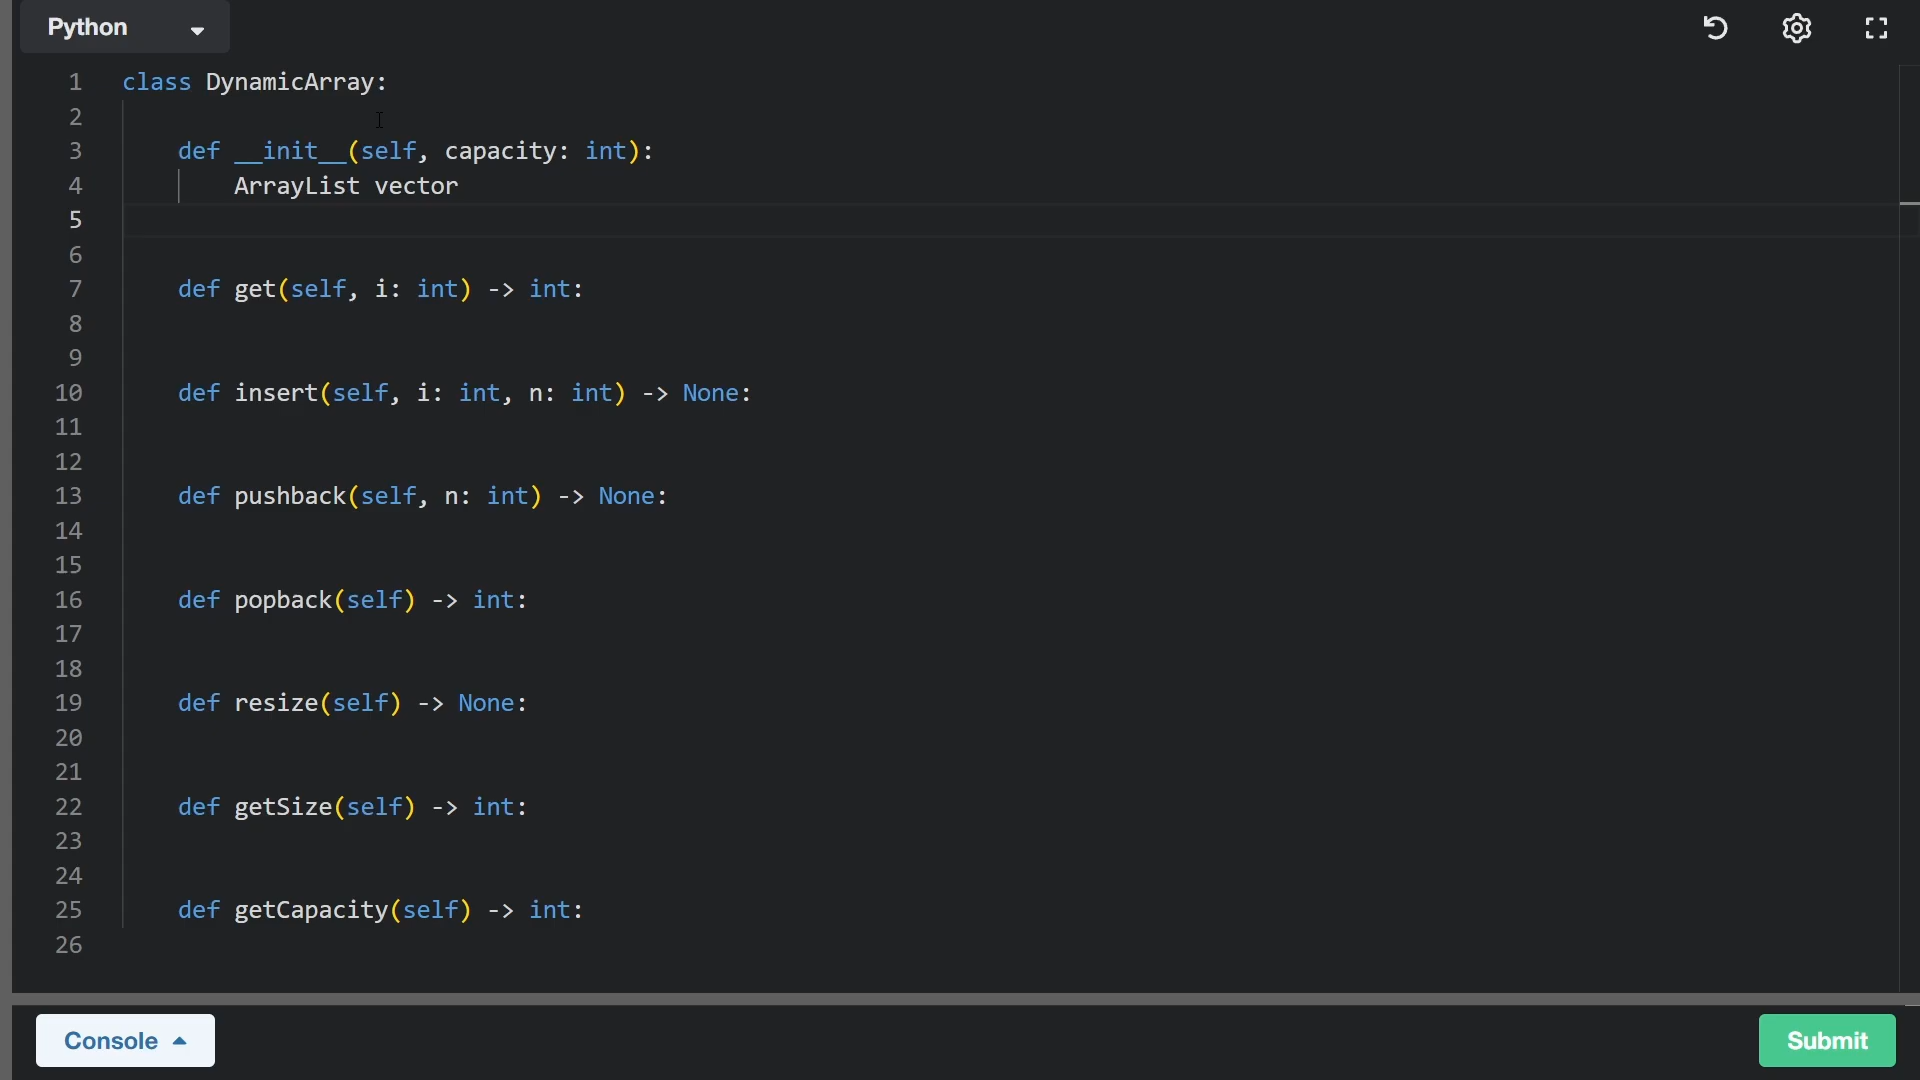 Python
1 class DynamicArray:
2
3 def __init__(self, capacity: int):
4 ArrayList vector
5
6
7 def get(self, i: int) -> int:
8
9
10 def insert(self, i: int, n: int) -> None:
11
12
13 def pushback(self, n: int) -> None:
14
15
16 def popback(self) -> int:
17
18
19 def resize(self) -> None:
20
21
22 def getSize(self) -> int:
23
24
25 def getCapacity(self) -> int:
26
Console
Submit